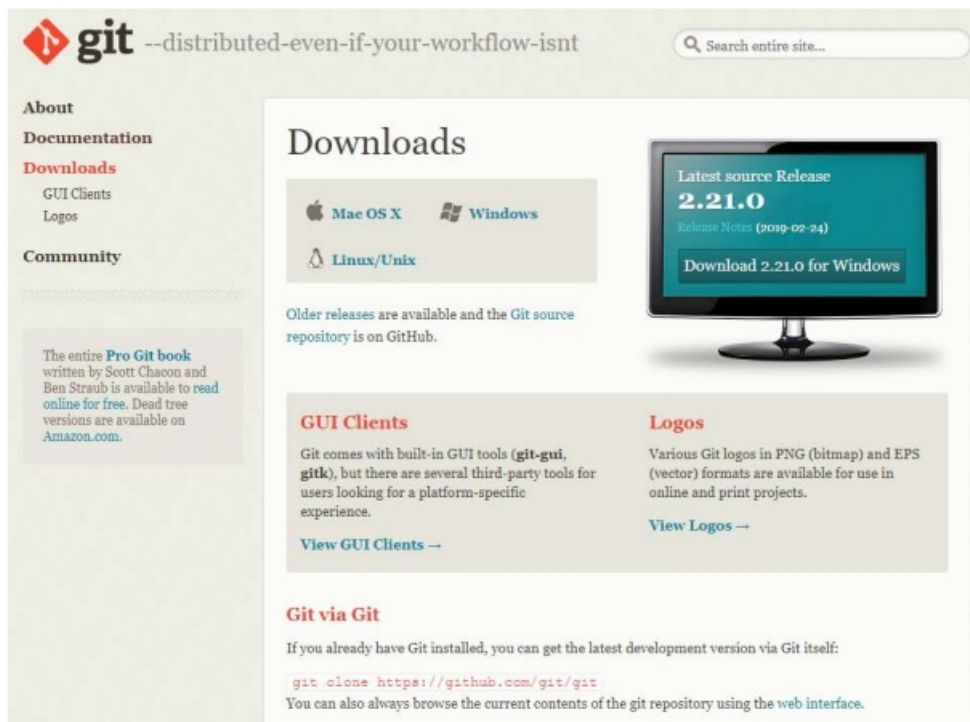 git --distributed-even-if-your-workflow-isnt
Search entire site...
About
Documentation
Downloads
GUI Clients
Logos
Community
The entire Pro Git book
written by Scott Chacon and
Ben Straub is available to read
online for free. Dead tree
versions are available on
Amazon.com.
Downloads
Mac OS X
Windows
Linux/Unix
Older releases are available and the Git source
repository is on GitHub.
Latest source Release
2.21.0
Release Notes (2019-02-24)
Download 2.21.0 for Windows
GUI Clients
Git comes with built-in GUI tools (git-gui,
gitk), but there are several third-party tools for
users looking for a platform-specific
experience.
View GUI Clients →
Logos
Various Git logos in PNG (bitmap) and EPS
(vector) formats are available for use in
online and print projects.
View Logos →
Git via Git
If you already have Git installed, you can get the latest development version via Git itself:
git clone https://github.com/git/git
You can also always browse the current contents of the git repository using the web interface.